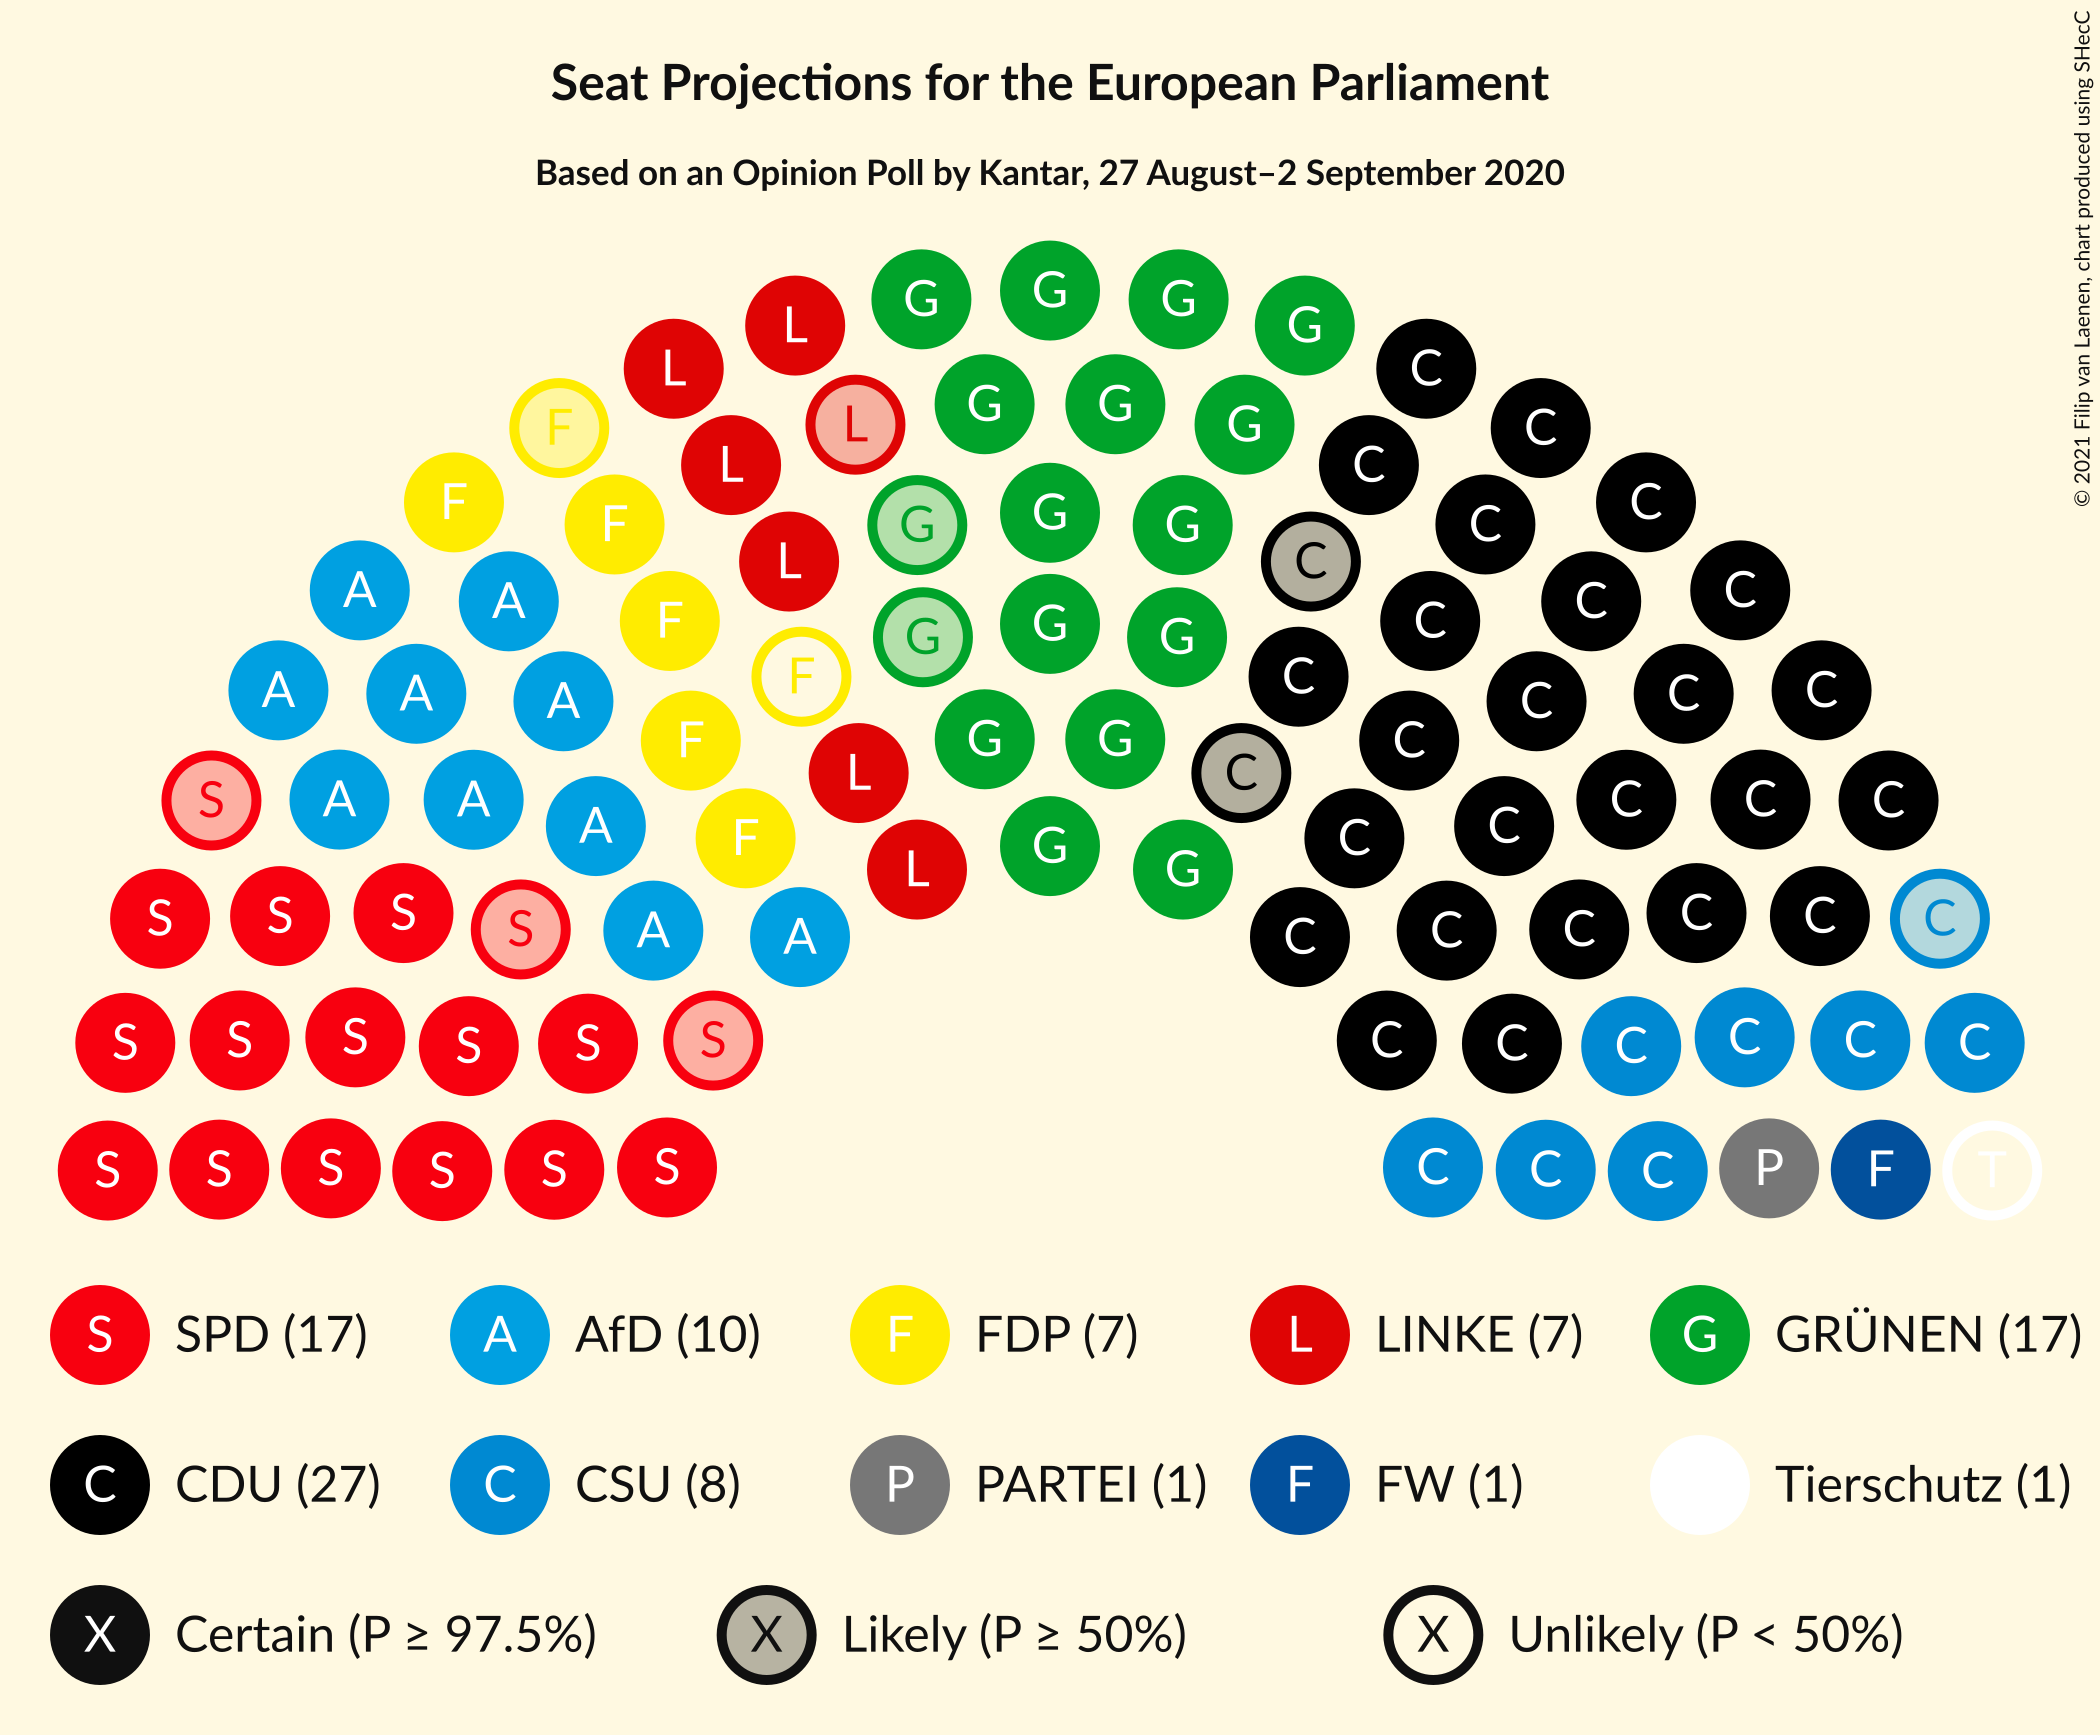 Seat Projections for the European Parliament
Based on an Opinion Poll by Kantar, 27 August–2 September 2020
© 2021 Filip van Laenen, chart produced using SHecC
G G G G
L L C C
G G G
F L C C
F L C C
F G G G C C
A A L C C
F G G G C C
A A A F C C C C
F G G C C
S A A L C C C C
A F G G C C
S S S L C C C
S A A C C C C
S S S S S S C C C C C C
S S S S S S C C C P F T
S SPD (17) A AfD (10) F FDP (7) L LINKE (7) G GRÜNEN (17)
C CDU (27) C CSU (8) P PARTEI (1) F FW (1) Tierschutz (1)
X Certain (P ≥ 97.5%) X Likely (P ≥ 50%) X Unlikely (P < 50%)